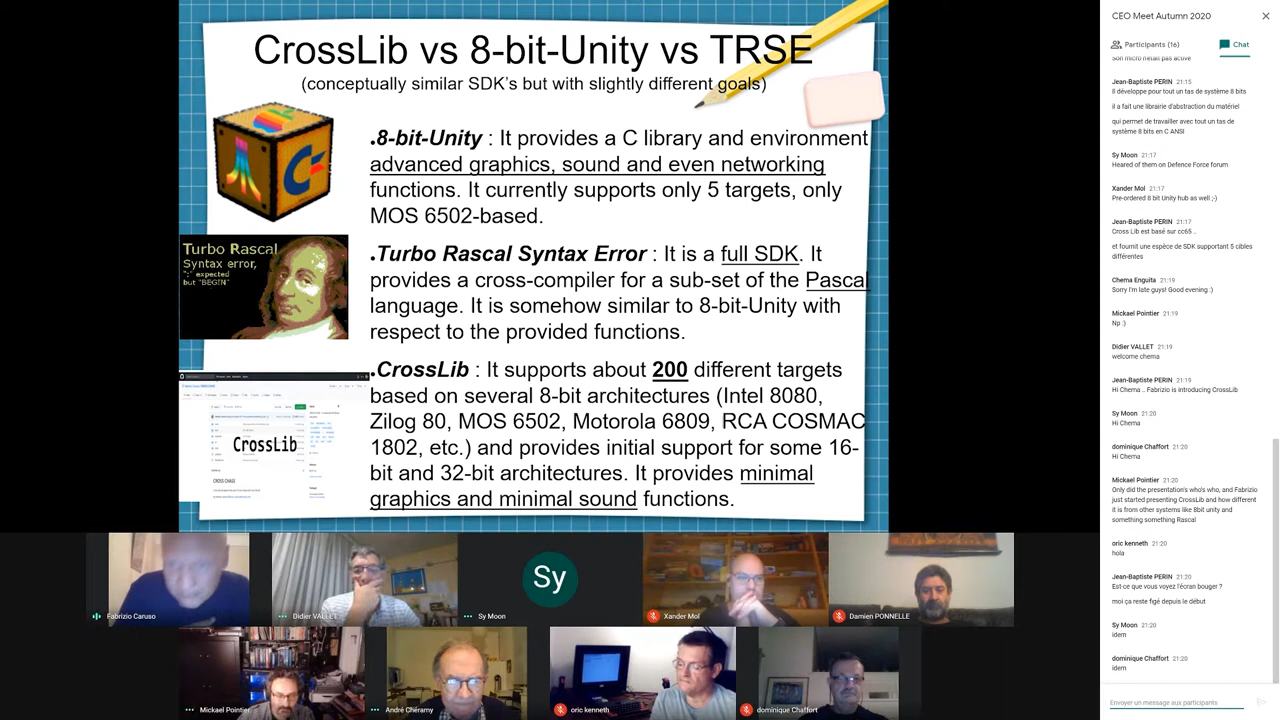 CrossLib vs 8-bit-Unity vs TRSE
(conceptually similar SDK's but with slightly different goals)
.8-bit-Unity : It provides a C library and environment
advanced graphics, sound and even networking
functions. It currently supports only 5 targets, only
MOS 6502-based.
Turbo Rascal
Syntax error,
";" expected
but "BEGIN"
.Turbo Rascal Syntax Error : It is a full SDK. It
provides a cross-compiler for a sub-set of the Pascal
language. It is somehow similar to 8-bit-Unity with
respect to the provided functions.
CrossLib
CROSS CHASE
.CrossLib : It supports about 200 different targets
based on several 8-bit architectures (Intel 8080,
Zilog 80, MOS 6502, Motorola 6809, RCA COSMAC
1802, etc.) and provides initial support for some 16-
bit and 32-bit architectures. It provides minimal
graphics and minimal sound functions.
Fabrizio Caruso
Didier VALLET
Sy
Sy Moon
Xander Mol
Damien PONNELLE
Mickael Pointier
André Chéramy
oric kenneth
dominique Chaffort
CEO Meet Autumn 2020
Participants (16)
Chat
Son micro n'était pas activé
Jean-Baptiste PERIN 21:15
Il développe pour tout un tas de système 8 bits
il a fait une librairie d'abstraction du matériel
qui permet de travailler avec tout un tas de
système 8 bits en C ANSI
Sy Moon 21:17
Heared of them on Defence Force forum
Xander Mol 21:17
Pre-ordered 8 bit Unity hub as well ;-)
Jean-Baptiste PERIN 21:17
Cross Lib est basé sur cc65 ..
et fournit une espèce de SDK supportant 5 cibles
différentes
Chema Enguita 21:19
Sorry I'm late guys! Good evening :)
Mickael Pointier 21:19
Np :)
Didier VALLET 21:19
welcome chema
Jean-Baptiste PERIN 21:19
Hi Chema .. Fabrizio is introducing CrossLib
Sy Moon 21:20
Hi Chema
dominique Chaffort 21:20
Hi Chema
Mickael Pointier 21:20
Only did the presentation's who's who, and Fabrizio
just started presenting CrossLib and how different
it is from other systems like 8bit unity and
something something Rascal
oric kenneth 21:20
hola
Jean-Baptiste PERIN 21:20
Est-ce que vous voyez l'écran bouger ?
moi ça reste figé depuis le début
Sy Moon 21:20
idem
dominique Chaffort 21:20
idem
Envoyer un message aux participants